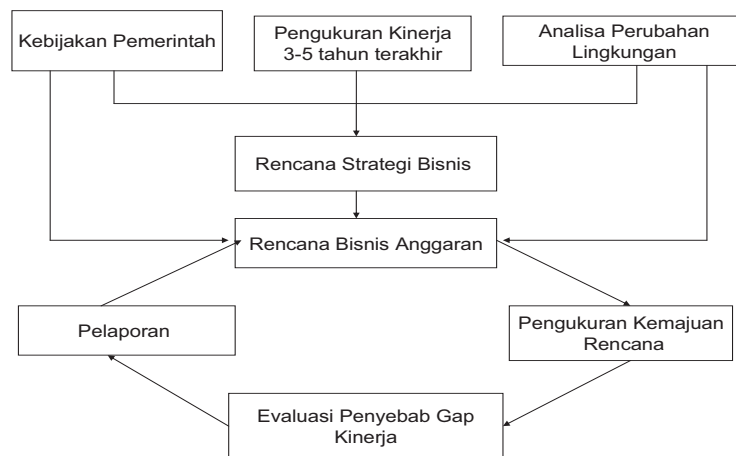 Kebijakan Pemerintah
Pengukuran Kinerja
3-5 tahun terakhir
Analisa Perubahan
Lingkungan
Rencana Strategi Bisnis
Rencana Bisnis Anggaran
Pelaporan
Pengukuran Kemajuan
Rencana
Evaluasi Penyebab Gap
Kinerja